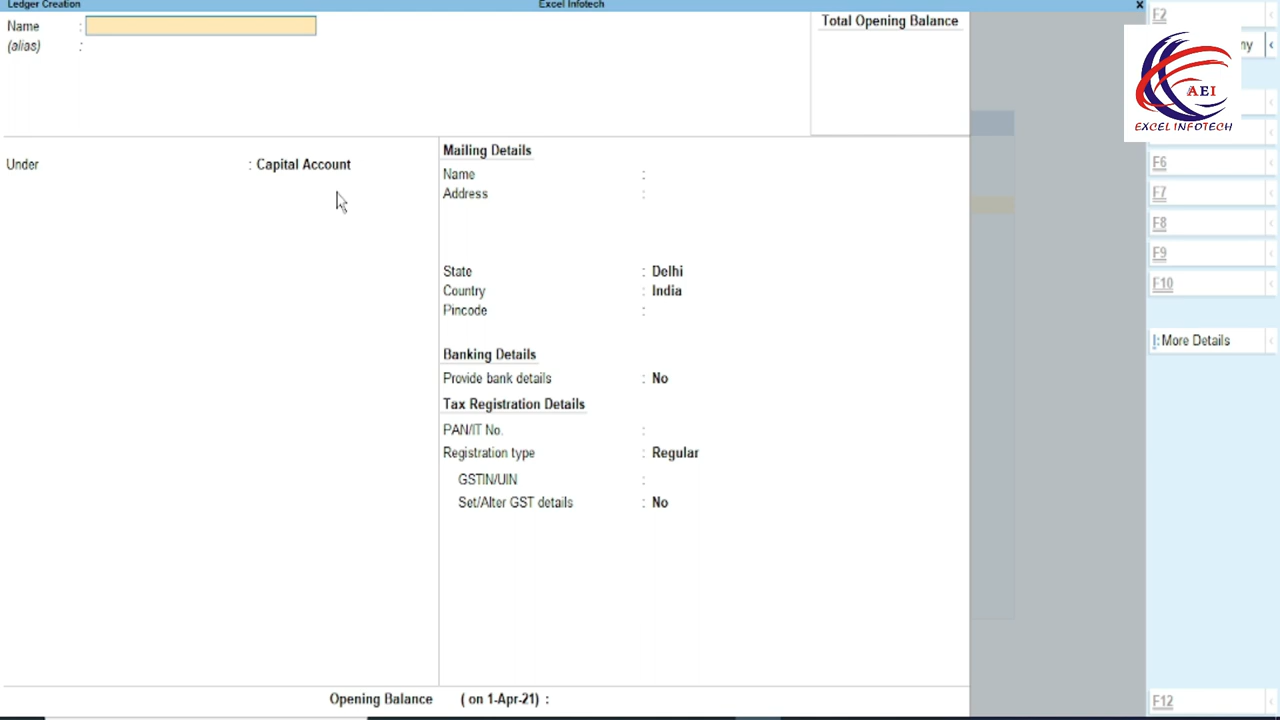 Ledger Creation
Excel Infotech
x
Name :
(alias) :
Total Opening Balance
Under : Capital Account
Mailing Details
Name :
Address :
State : Delhi
Country : India
Pincode :
Banking Details
Provide bank details : No
Tax Registration Details
PAN/IT No. :
Registration type : Regular
GSTIN/UIN :
Set/Alter GST details : No
Opening Balance ( on 1-Apr-21) :
F2
AEI
EXCEL INFOTECH
F6
F7
F8
F9
F10
I: More Details
F12